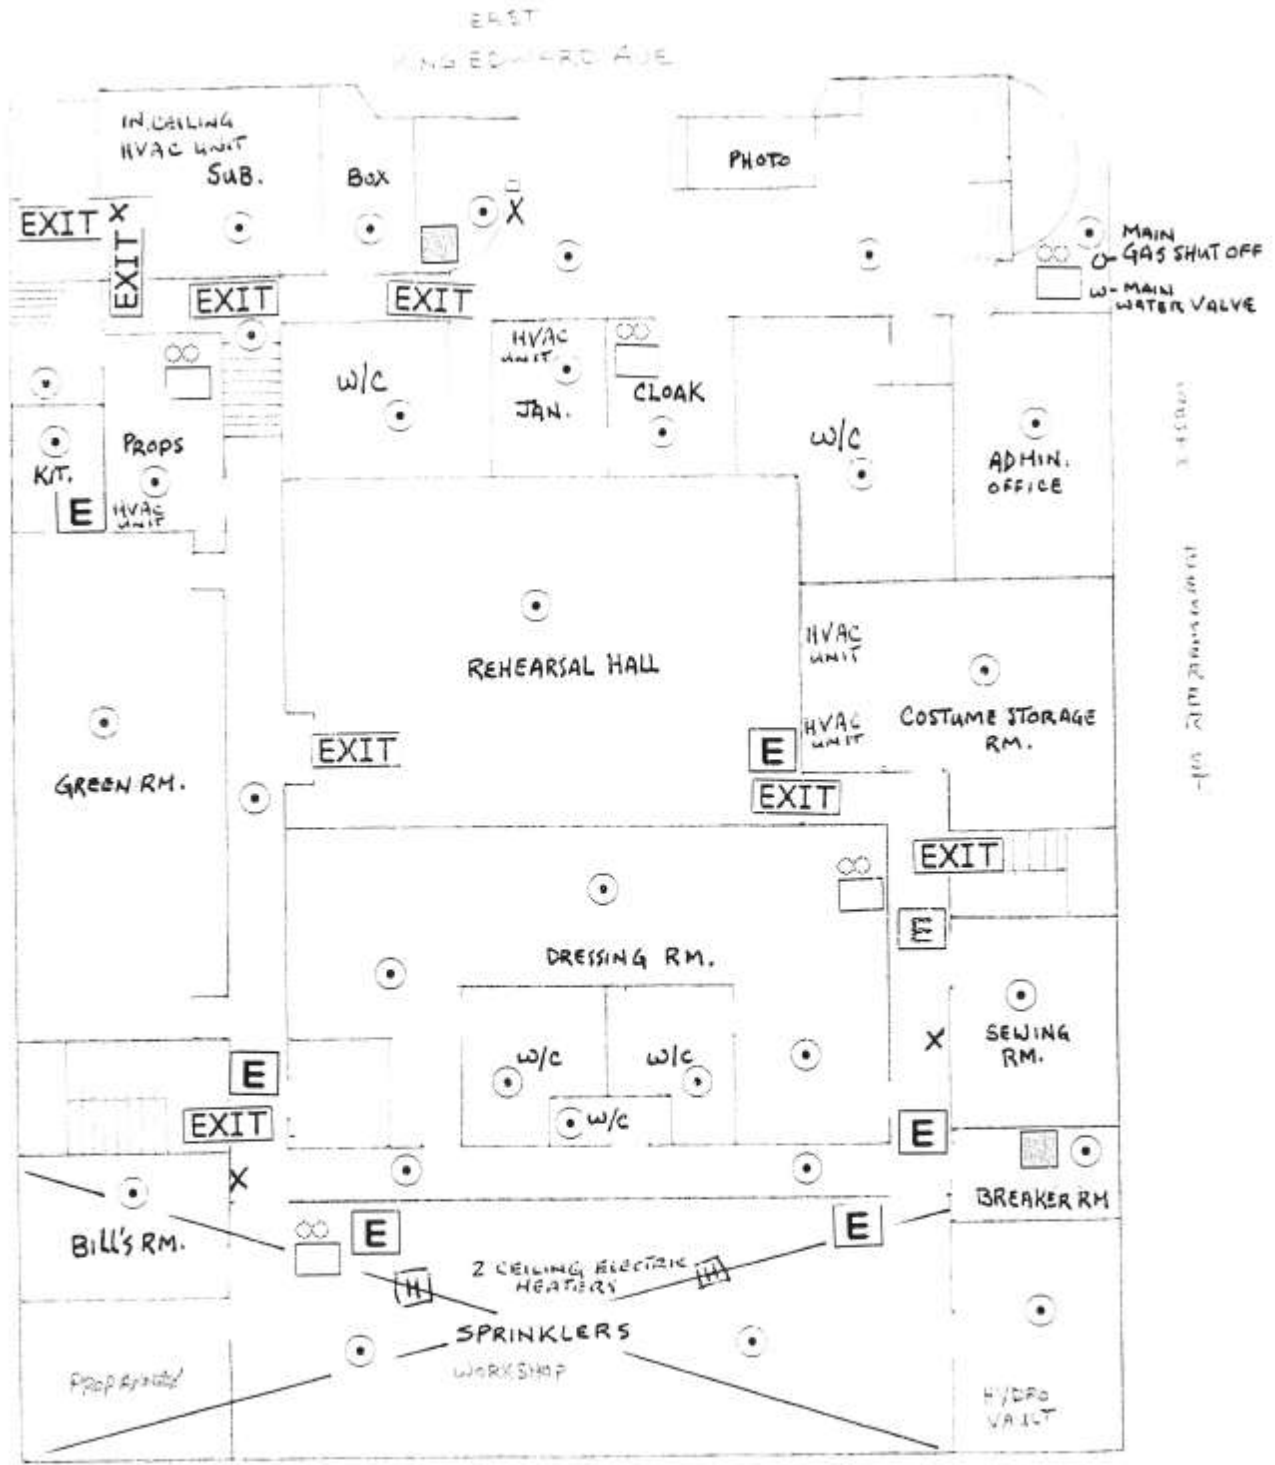 EAST
KING EDWARD AVE
IN CEILING
HVAC UNIT
SUB.
BOX
PHOTO
EXIT
X
EXIT
EXIT
EXIT
X
MAIN
GAS SHUT OFF
W-MAIN
WATER VALVE
W/C
HVAC
UNIT
JAN.
CLOAK
W/C
ADMIN.
OFFICE
PROPS
KIT.
E
HVAC
UNIT
REHEARSAL HALL
HVAC
UNIT
HVAC
UNIT
COSTUME STORAGE
RM.
GREEN RM.
EXIT
E
EXIT
EXIT
E
DRESSING RM.
SEWING
RM.
X
W/C
W/C
W/C
E
EXIT
E
X
BREAKER RM
BILL'S RM.
E
E
2 CEILING ELECTRIC
HEATERS
H
H
SPRINKLERS
WORKSHOP
HYDRO
VAULT